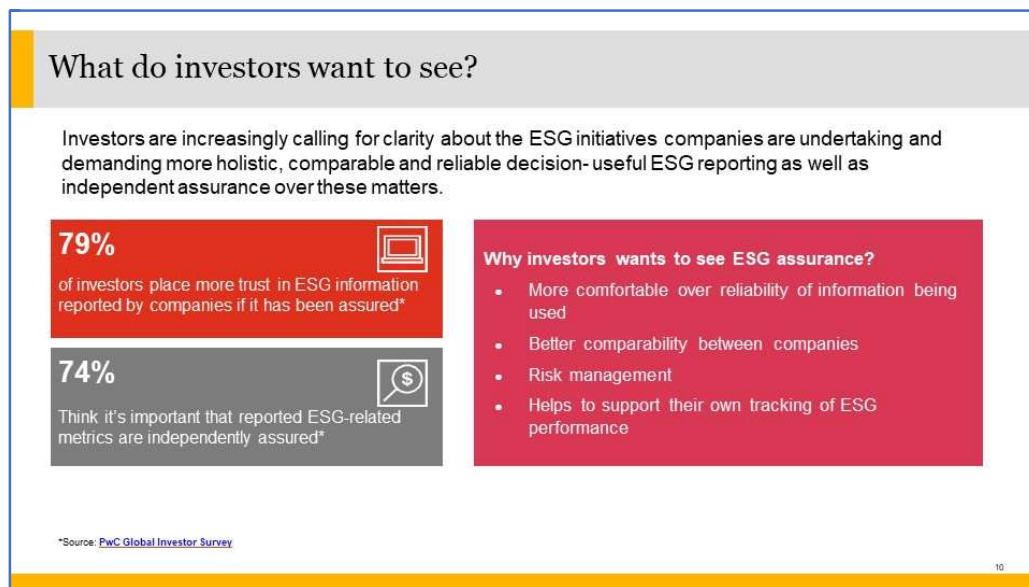 What do investors want to see?
Investors are increasingly calling for clarity about the ESG initiatives companies are undertaking and
demanding more holistic, comparable and reliable decision- useful ESG reporting as well as
independent assurance over these matters.
79%
of investors place more trust in ESG information
reported by companies if it has been assured*
74%
$
Think it's important that reported ESG-related
metrics are independently assured*
Why investors wants to see ESG assurance?
• More comfortable over reliability of information being
used
• Better comparability between companies
• Risk management
• Helps to support their own tracking of ESG
performance
*Source: PwC Global Investor Survey
10